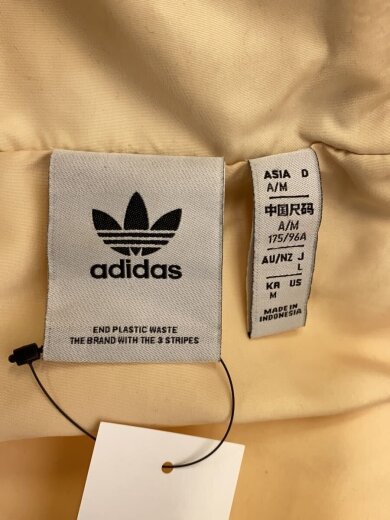 adidas
END PLASTIC WASTE
THE BRAND WITH THE 3 STRIPES
ASIA D
A/M
中国尺码
A/M
175/96A
AU/NZ J
L
KR US
M
MADE IN
INDONESIA